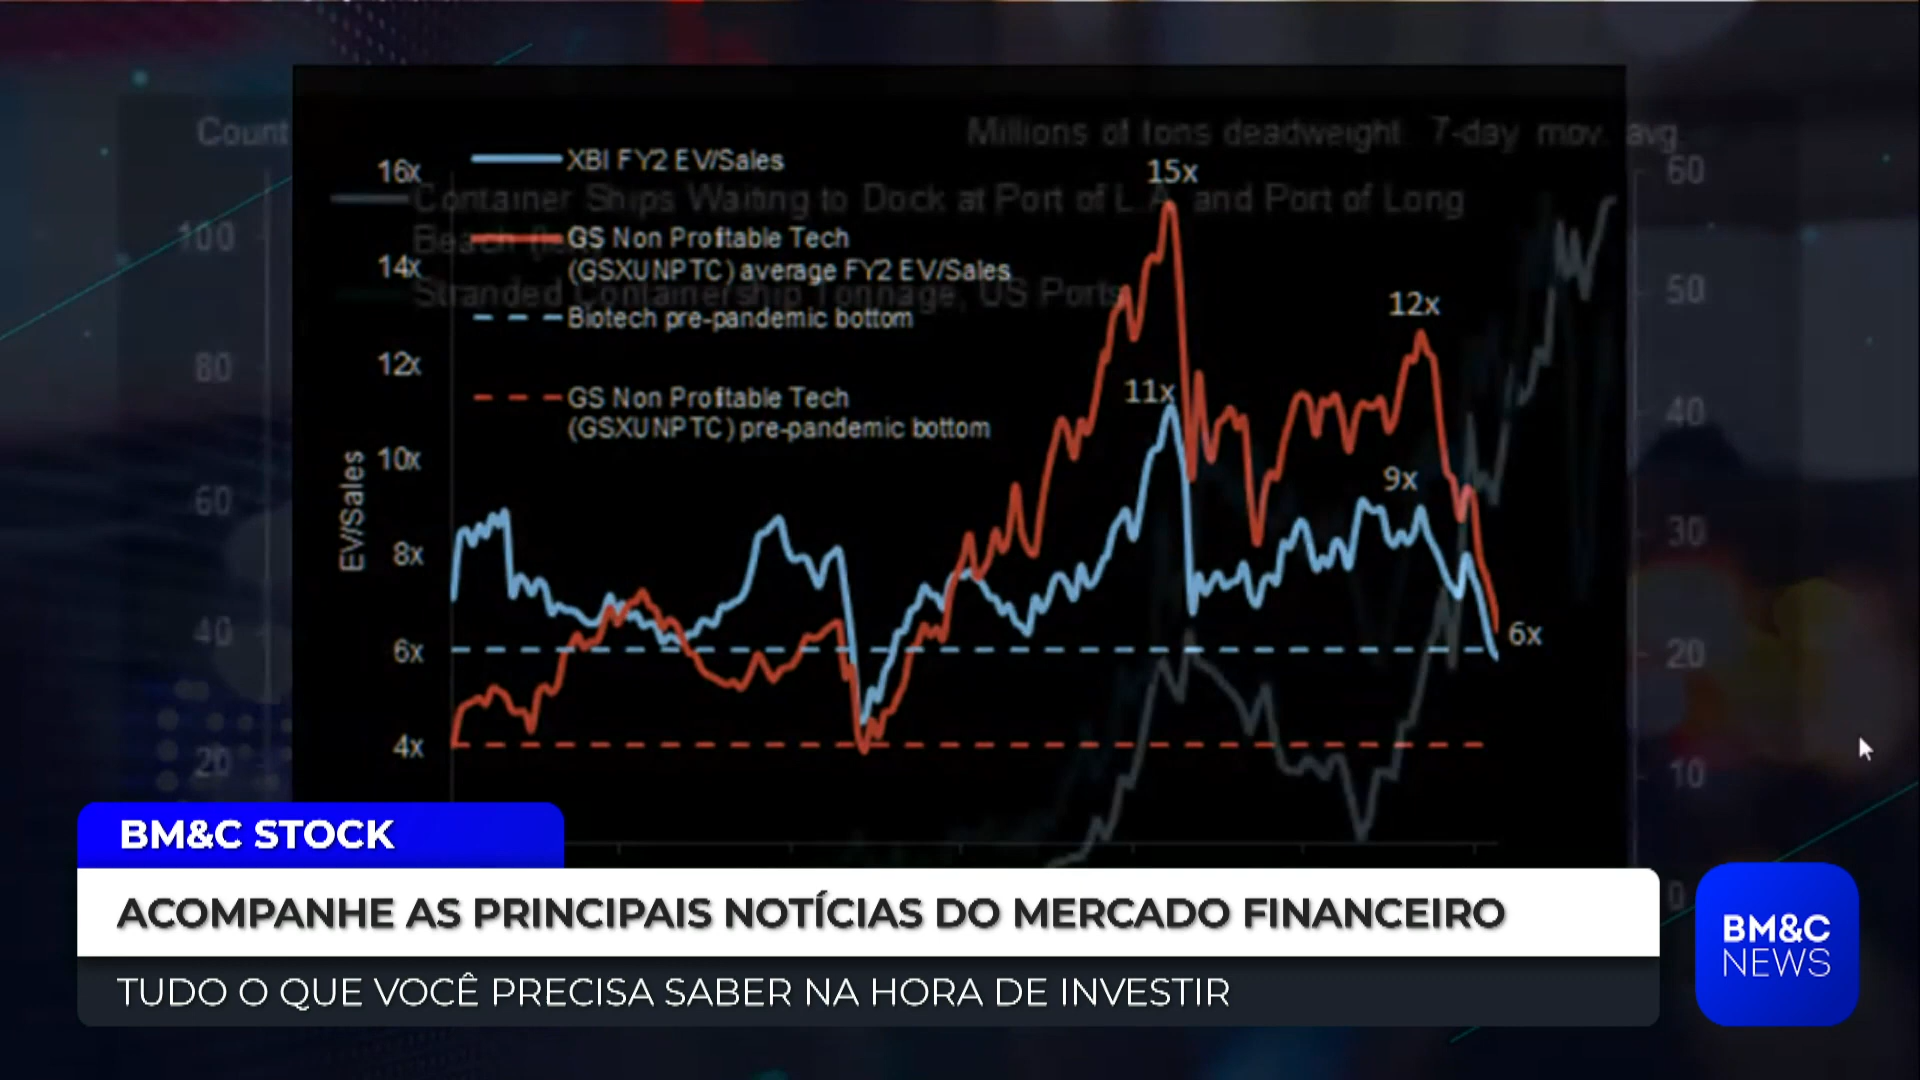 Count
Millions of tons deadweight 7-day mov. avg
16x
XBI FY2 EV/Sales
15x
60
Container Ships Waiting to Dock at Port of L.A. and Port of Long
100
GS Non Profitable Tech
14x
(GSXUNPTC) average FY2 EV/Sales
Stranded Containership Tonnage, US Ports
50
12x
Biotech pre-pandemic bottom
12x
80
11x
GS Non Profitable Tech
(GSXUNPTC) pre-pandemic bottom
40
10x
EV/Sales
9x
60
30
8x
40
6x
6x
20
4x
20
10
0
BM&C STOCK
ACOMPANHE AS PRINCIPAIS NOTÍCIAS DO MERCADO FINANCEIRO
TUDO O QUE VOCÊ PRECISA SABER NA HORA DE INVESTIR
BM&C
NEWS